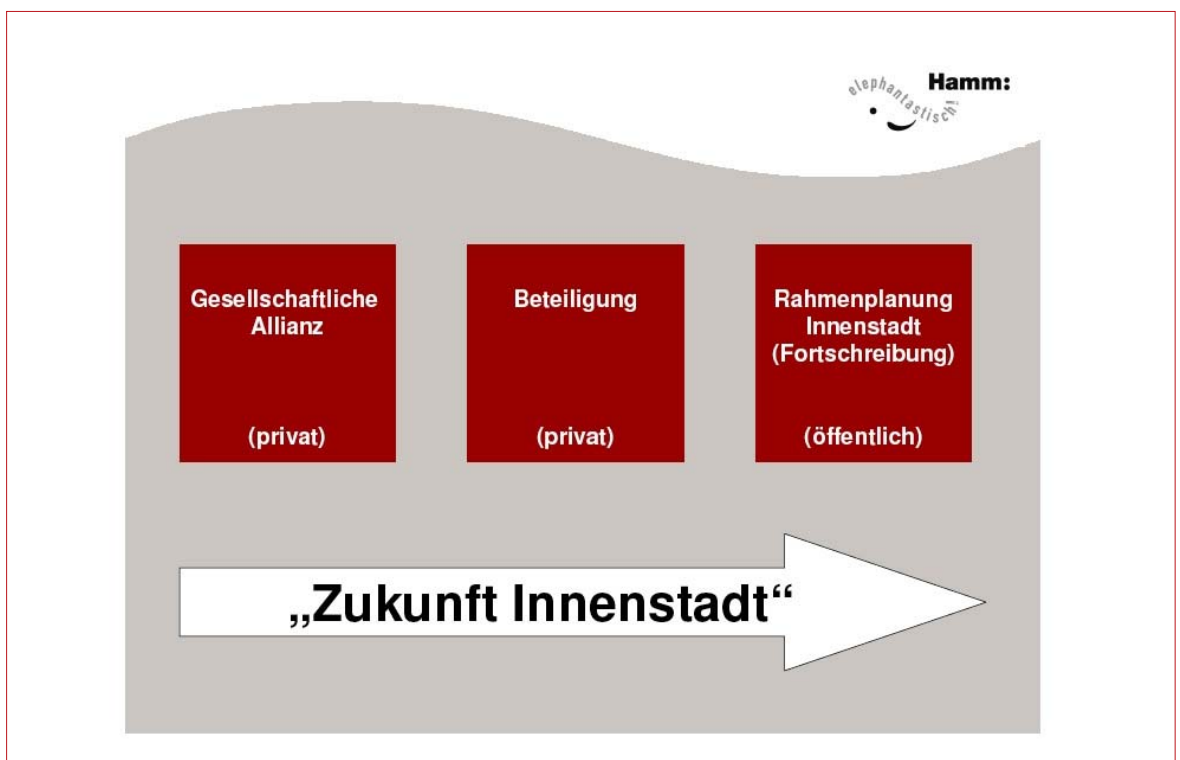 elephantastisch!
Hamm:
Gesellschaftliche
Allianz
(privat)
Beteiligung
(privat)
Rahmenplanung
Innenstadt
(Fortschreibung)
(öffentlich)
„Zukunft Innenstadt“